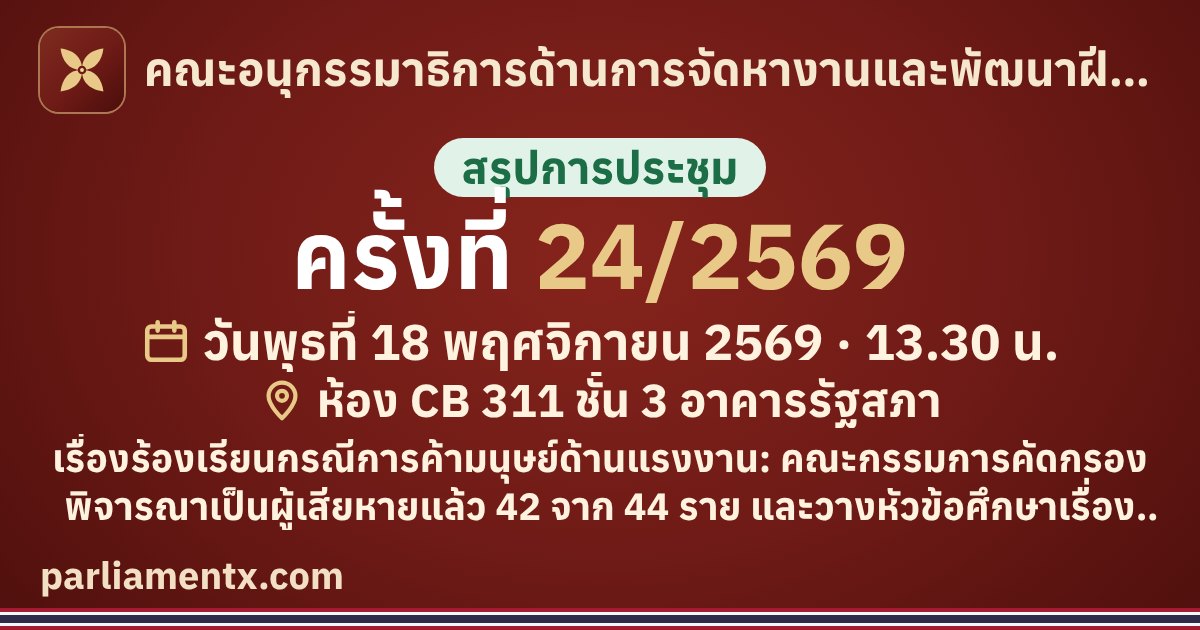 คณะอนุกรรมาธิการด้านการจัดหางานและพัฒนาฝี...
สรุปการประชุม
ครั้งที่ 24/2569
วันพุธที่ 18 พฤศจิกายน 2569 · 13.30 น.
ห้อง CB 311 ชั้น 3 อาคารรัฐสภา
เรื่องร้องเรียนกรณีการค้ามนุษย์ด้านแรงงาน: คณะกรรมการคัดกรอง
พิจารณาเป็นผู้เสียหายแล้ว 42 จาก 44 ราย และวางหัวข้อศึกษาเรื่อง..
parliamentx.com